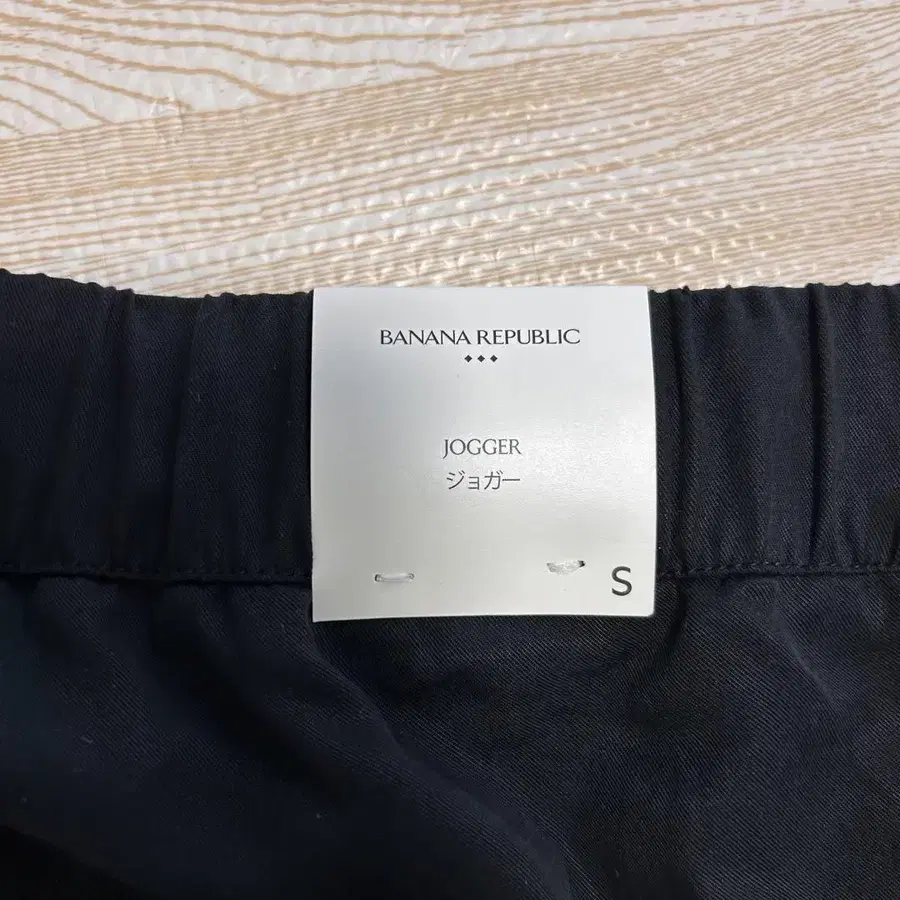 BANANA REPUBLIC
JOGGER
ジョガー
S